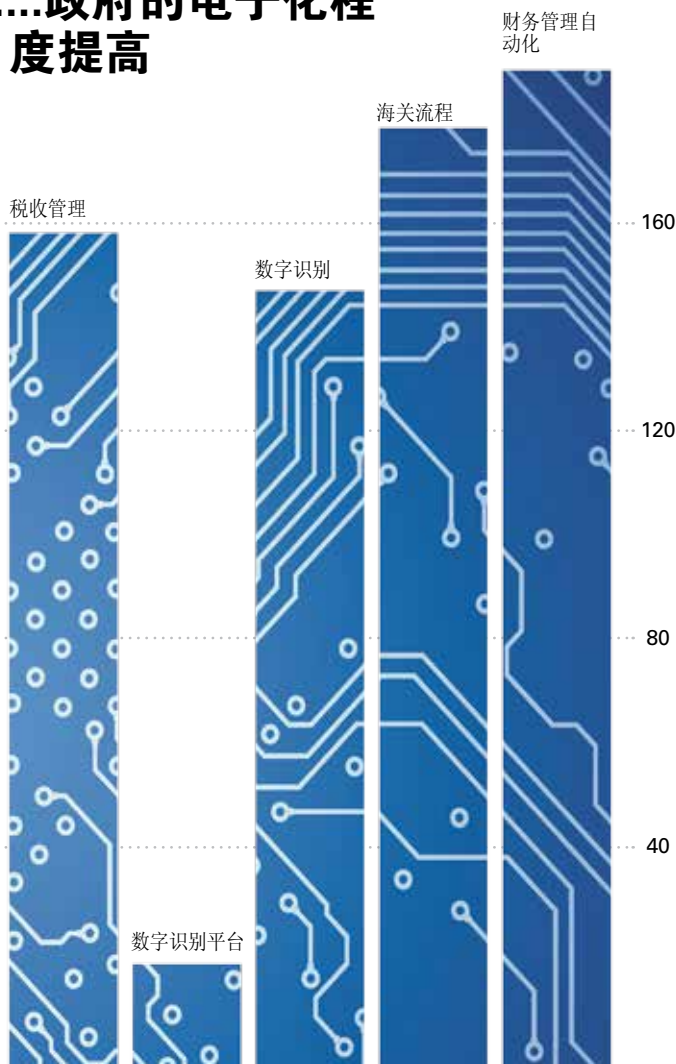 ....政府的电子化程
度提高
财务管理自
动化
海关流程
税收管理
数字识别
数字识别平台
160
120
80
40